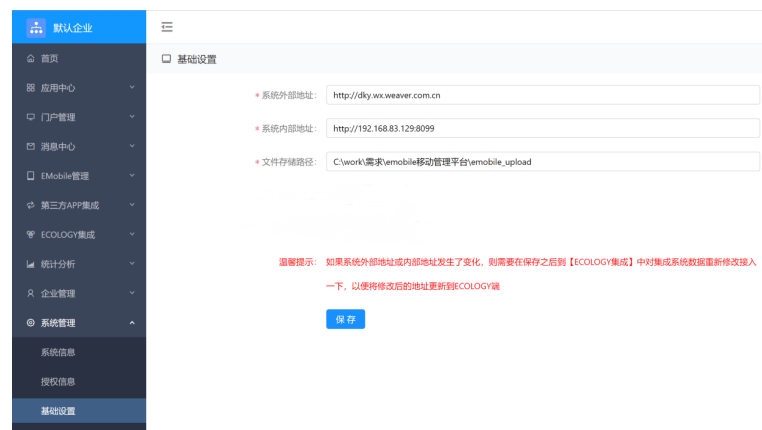 默认企业
首页
应用中心
门户管理
消息中心
EMobile管理
第三方APP集成
ECOLOGY集成
统计分析
企业管理
系统管理
系统信息
授权信息
基础设置
基础设置
* 系统外部地址: http://dky.wx.weaver.com.cn
* 系统内部地址: http://192.168.83.129:8099
* 文件存储路径: C:\work\需求\emobile移动管理平台\emobile_upload
温馨提示: 如果系统外部地址或内部地址发生了变化，则需要在保存之后到【ECOLOGY集成】中对集成系统数据重新修改接入
一下，以便将修改后的地址更新到ECOLOGY端
保 存